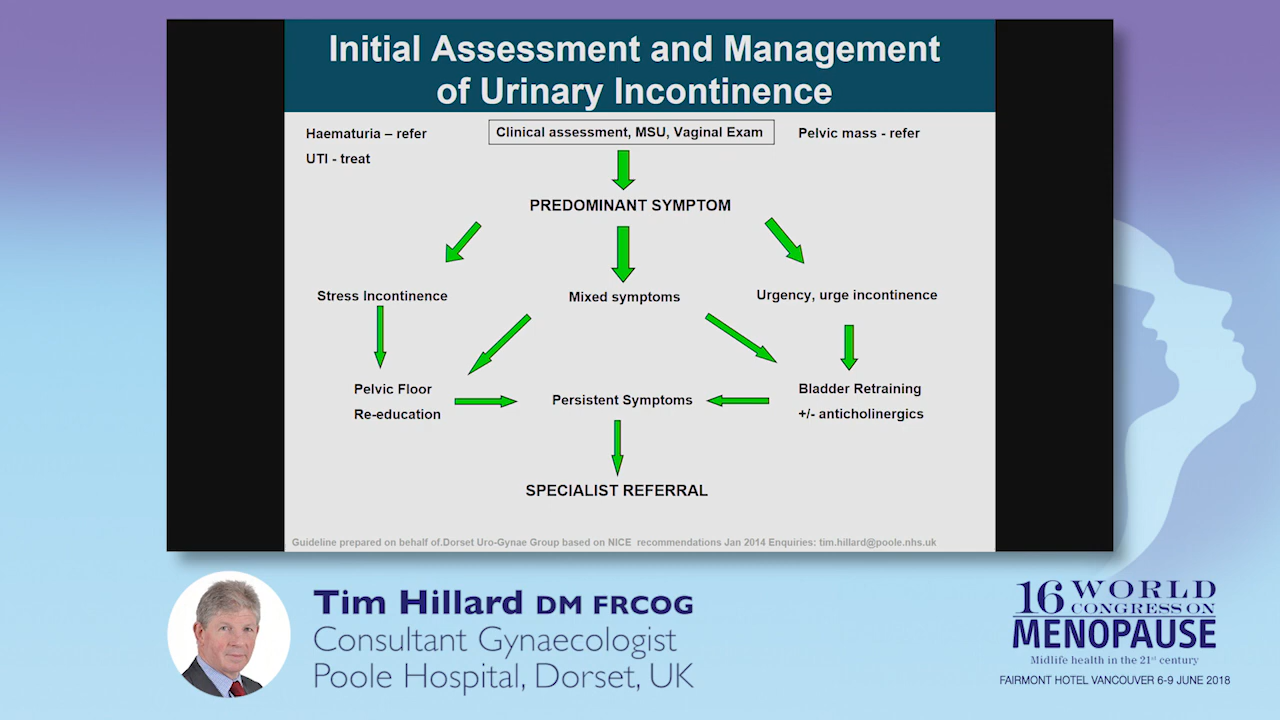 Initial Assessment and Management
of Urinary Incontinence
Haematuria – refer
Clinical assessment, MSU, Vaginal Exam
Pelvic mass - refer
UTI - treat
PREDOMINANT SYMPTOM
Stress Incontinence
Mixed symptoms
Urgency, urge incontinence
Pelvic Floor
Re-education
Persistent Symptoms
Bladder Retraining
+/- anticholinergics
SPECIALIST REFERRAL
Guideline prepared on behalf of.Dorset Uro-Gynae Group based on NICE recommendations Jan 2014 Enquiries: tim.hillard@poole.nhs.uk
Tim Hillard DM FRCOG
Consultant Gynaecologist
Poole Hospital, Dorset, UK
16 WORLD
CONGRESS ON
MENOPAUSE
Midlife health in the 21st century
FAIRMONT HOTEL VANCOUVER 6-9 JUNE 2018